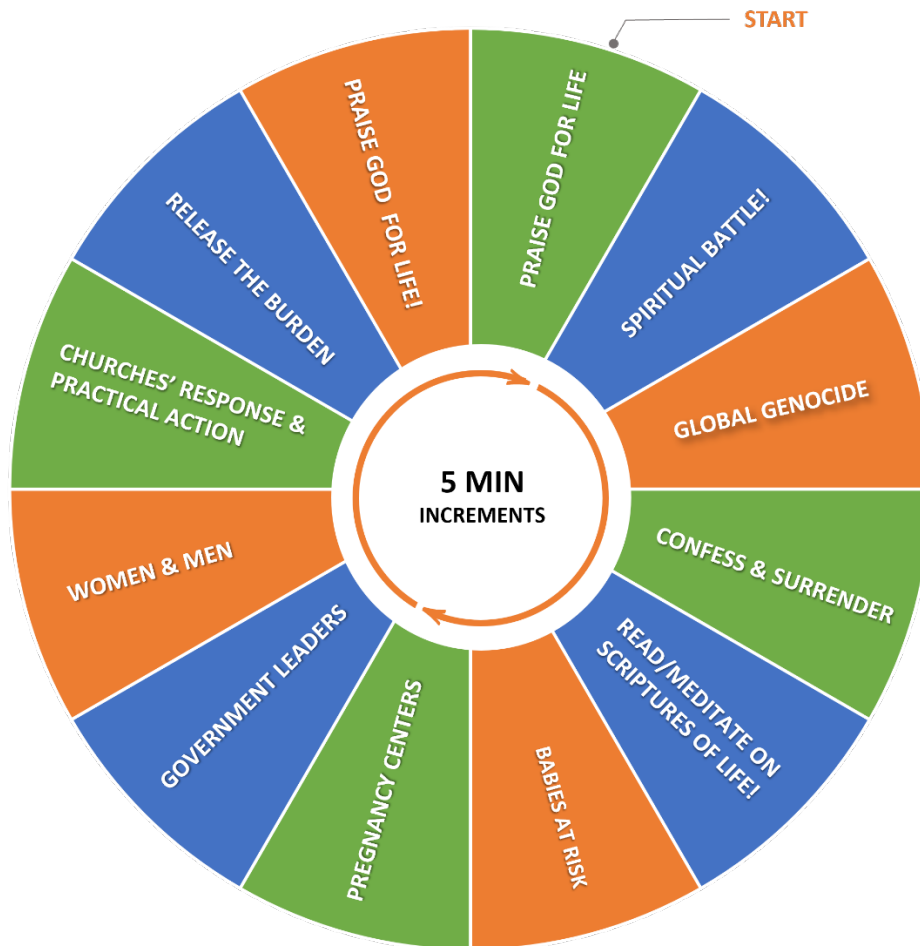 START
PRAISE GOD FOR LIFE
SPIRITUAL BATTLE!
GLOBAL GENOCIDE
CONFESS & SURRENDER
READ/MEDITATE ON
SCRIPTURES OF LIFE!
BABIES AT RISK
PREGNANCY CENTERS
GOVERNMENT LEADERS
WOMEN & MEN
CHURCHES’ RESPONSE &
PRACTICAL ACTION
RELEASE THE BURDEN
PRAISE GOD FOR LIFE!
5 MIN
INCREMENTS